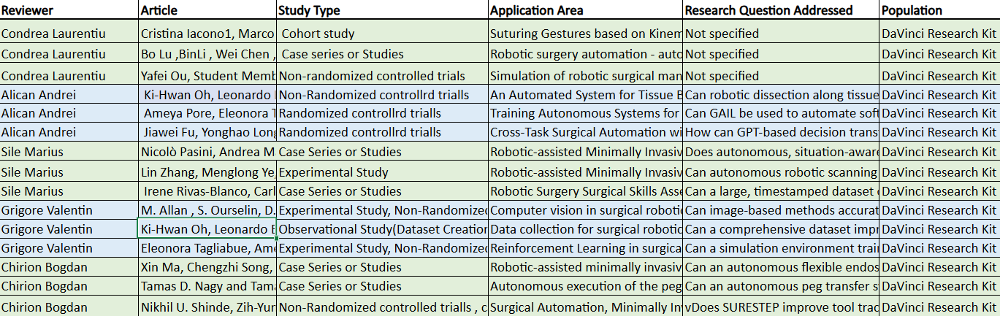 Reviewer Article Study Type Application Area Research Question Addressed Population
Condrea Laurentiu Cristina Iacono1, Marco Cohort study Suturing Gestures based on Kinem Not specified DaVinci Research Kit
Condrea Laurentiu Bo Lu ,BinLi , Wei Chen , Case series or Studies Robotic surgery automation - auto Not specified DaVinci Research Kit
Condrea Laurentiu Yafei Ou, Student Memb Non-randomized controlled trials Simulation of robotic surgical man Not specified DaVinci Research Kit
Alican Andrei Ki-Hwan Oh, Leonardo Non-Randomized controllrd trialls An Automated System for Tissue B Can robotic dissection along tissue DaVinci Research Kit
Alican Andrei Ameya Pore, Eleonora T Randomized controllrd trialls Training Autonomous Systems for Can GAIL be used to automate soft DaVinci Research Kit
Alican Andrei Jiawei Fu, Yonghao Long Randomized controllrd trialls Cross-Task Surgical Automation wi How can GPT-based decision trans DaVinci Research Kit
Sile Marius Nicolò Pasini, Andrea M Case Series or Studies Robotic-assisted Minimally Invasiv Does autonomous, situation-aware DaVinci Research Kit
Sile Marius Lin Zhang, Menglong Ye, Experimental Study Robotic-assisted Minimally Invasiv Can autonomous robotic scanning DaVinci Research Kit
Sile Marius Irene Rivas-Blanco, Carl Case Series or Studies Robotic Surgery Surgical Skills Asse Can a large, timestamped dataset DaVinci Research Kit
Grigore Valentin M. Allan , S. Ourselin, D. Experimental Study, Non-Randomized Computer vision in surgical roboti Can image-based methods accurat DaVinci Research Kit
Grigore Valentin Ki-Hwan Oh, Leonardo Observational Study(Dataset Creation Data collection for surgical robotic Can a comprehensive dataset impr DaVinci Research Kit
Grigore Valentin Eleonora Tagliabue, Ame Experimental Study, Non-Randomized Reinforcement Learning in surgica Can a simulation environment trai DaVinci Research Kit
Chirion Bogdan Xin Ma, Chengzhi Song, Case Series or Studies Robotic-assisted minimally invasiv Can an autonomous flexible endos DaVinci Research Kit
Chirion Bogdan Tamas D. Nagy and Tama Case Series or Studies Autonomous execution of the peg Can an autonomous peg transfer s DaVinci Research Kit
Chirion Bogdan Nikhil U. Shinde, Zih-Yun Non-Randomized controlled trials , c Surgical Automation, Minimally In vDoes SURESTEP improve tool trac DaVinci Research Kit